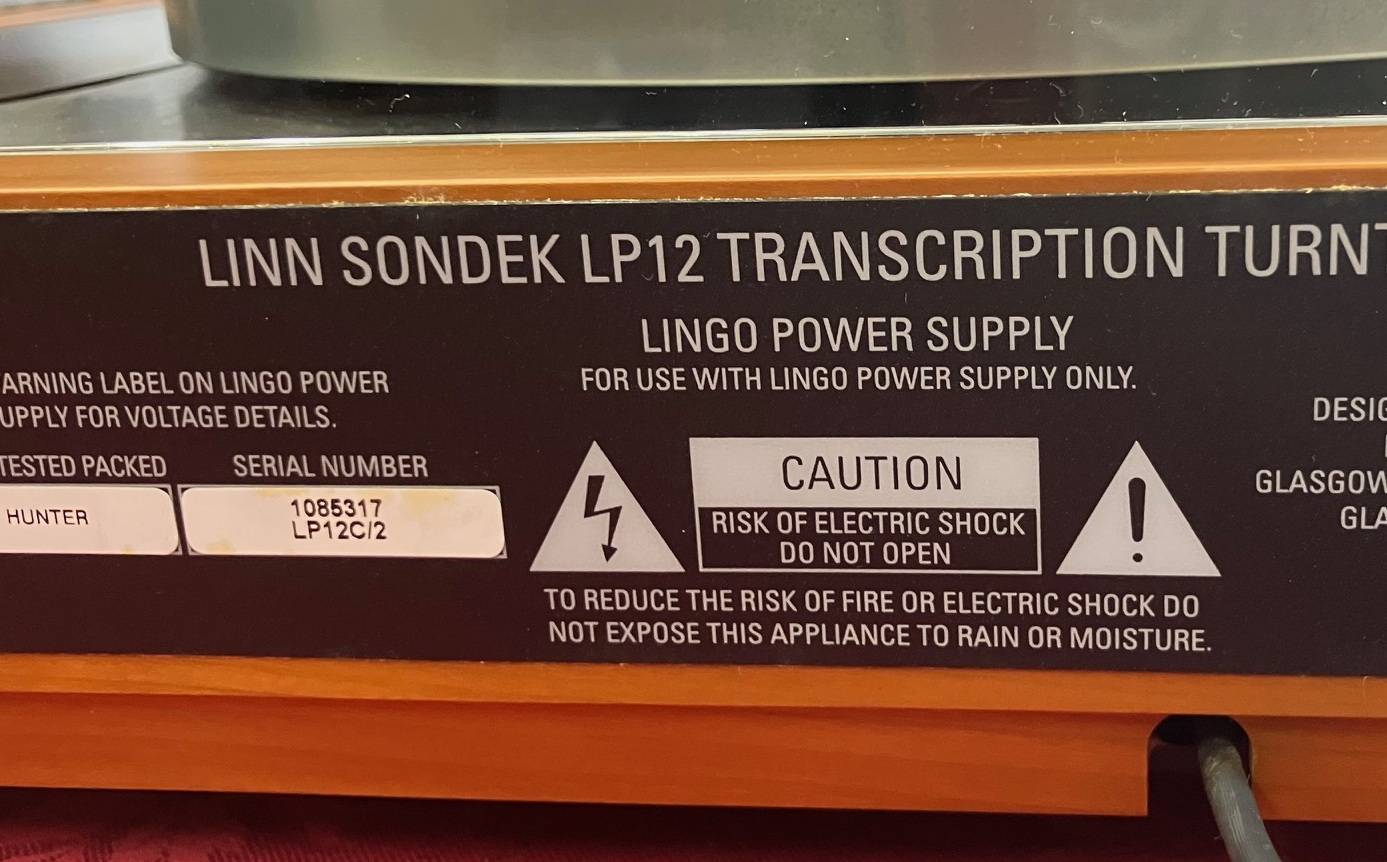 LINN SONDEK LP12 TRANSCRIPTION TURNT
LINGO POWER SUPPLY
FOR USE WITH LINGO POWER SUPPLY ONLY.
ARNING LABEL ON LINGO POWER
UPPLY FOR VOLTAGE DETAILS.
TESTED PACKED
HUNTER
SERIAL NUMBER
1085317
LP12C/2
CAUTION
RISK OF ELECTRIC SHOCK
DO NOT OPEN
TO REDUCE THE RISK OF FIRE OR ELECTRIC SHOCK DO
NOT EXPOSE THIS APPLIANCE TO RAIN OR MOISTURE.
DESIG
GLASGOW
GLA